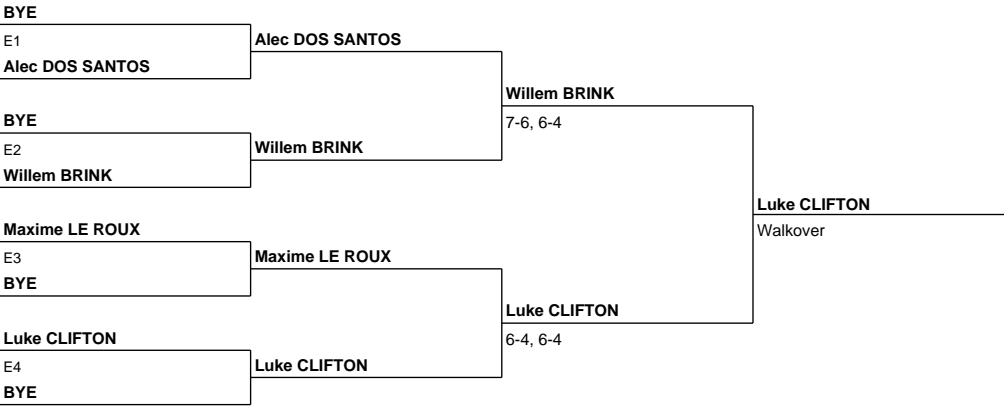 BYE
E1
Alec DOS SANTOS
BYE
E2
Willem BRINK
Maxime LE ROUX
E3
BYE
Luke CLIFTON
E4
BYE
Alec DOS SANTOS
Willem BRINK
Maxime LE ROUX
Luke CLIFTON
Willem BRINK
7-6, 6-4
Luke CLIFTON
6-4, 6-4
Luke CLIFTON
Walkover